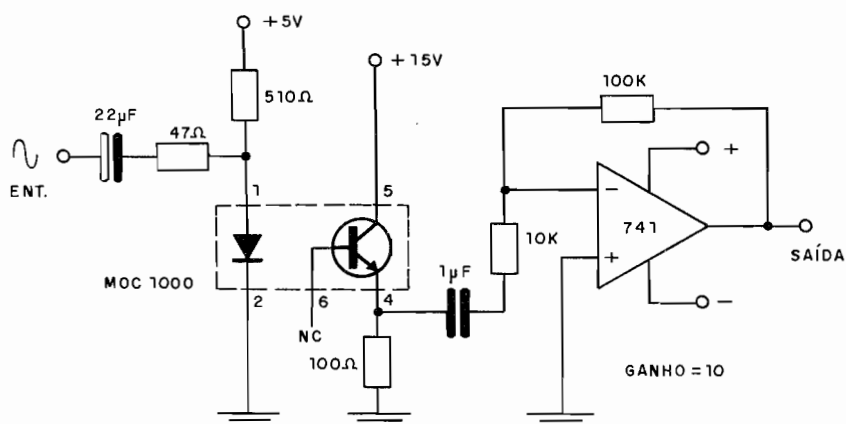 +5V
+15V
510Ω
100K
22µF
47Ω
ENT.
1
5
+
−
741
10K
SAÍDA
MOC 1000
1µF
+
2
6
4
−
NC
100Ω
GANHO = 10